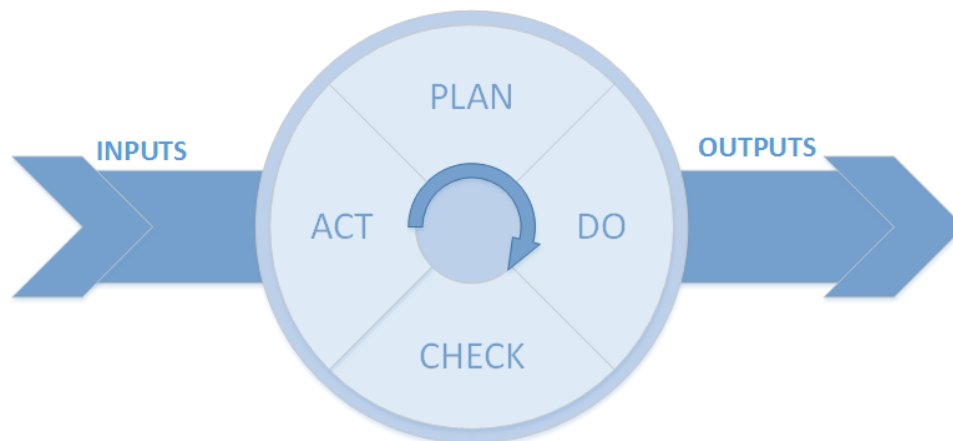 PLAN
INPUTS
OUTPUTS
ACT
DO
CHECK